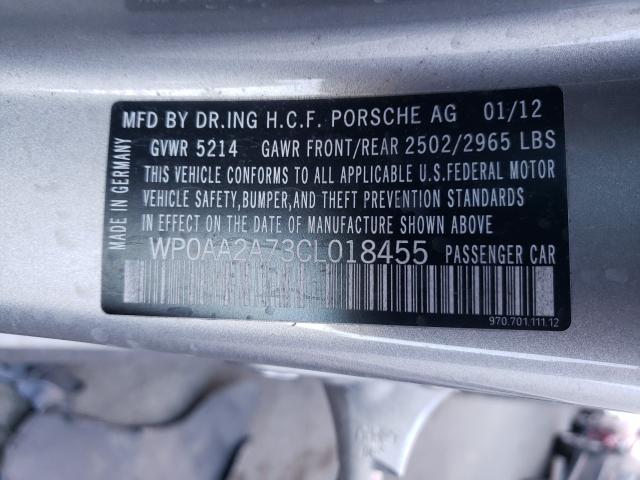 MFD BY DR.ING H.C.F. PORSCHE AG 01/12
GVWR 5214 GAWR FRONT/REAR 2502/2965 LBS
THIS VEHICLE CONFORMS TO ALL APPLICABLE U.S.FEDERAL MOTOR
VEHICLE SAFETY,BUMPER,AND THEFT PREVENTION STANDARDS
IN EFFECT ON THE DATE OF MANUFACTURE SHOWN ABOVE
WP0AA2A73CL018455 PASSENGER CAR
970.701.111.12
MADE IN GERMANY